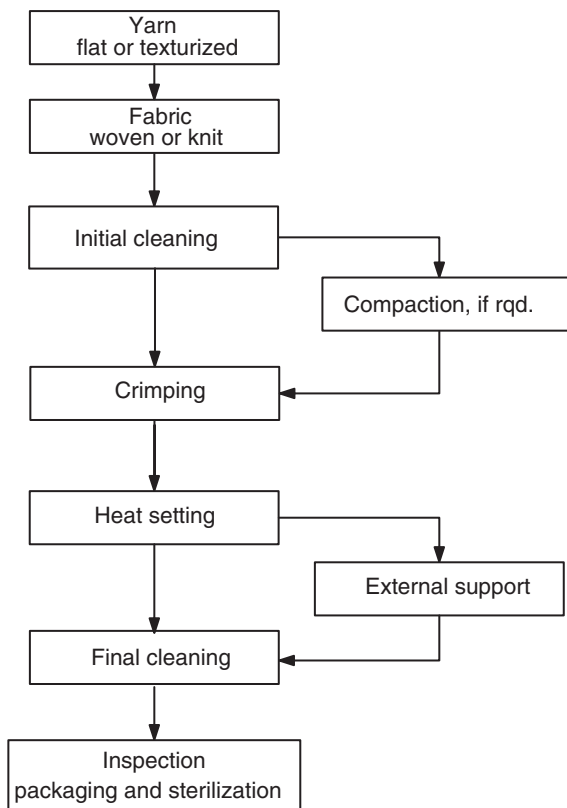 Yarn
flat or texturized
Fabric
woven or knit
Initial cleaning
Compaction, if rqd.
Crimping
Heat setting
External support
Final cleaning
Inspection
packaging and sterilization